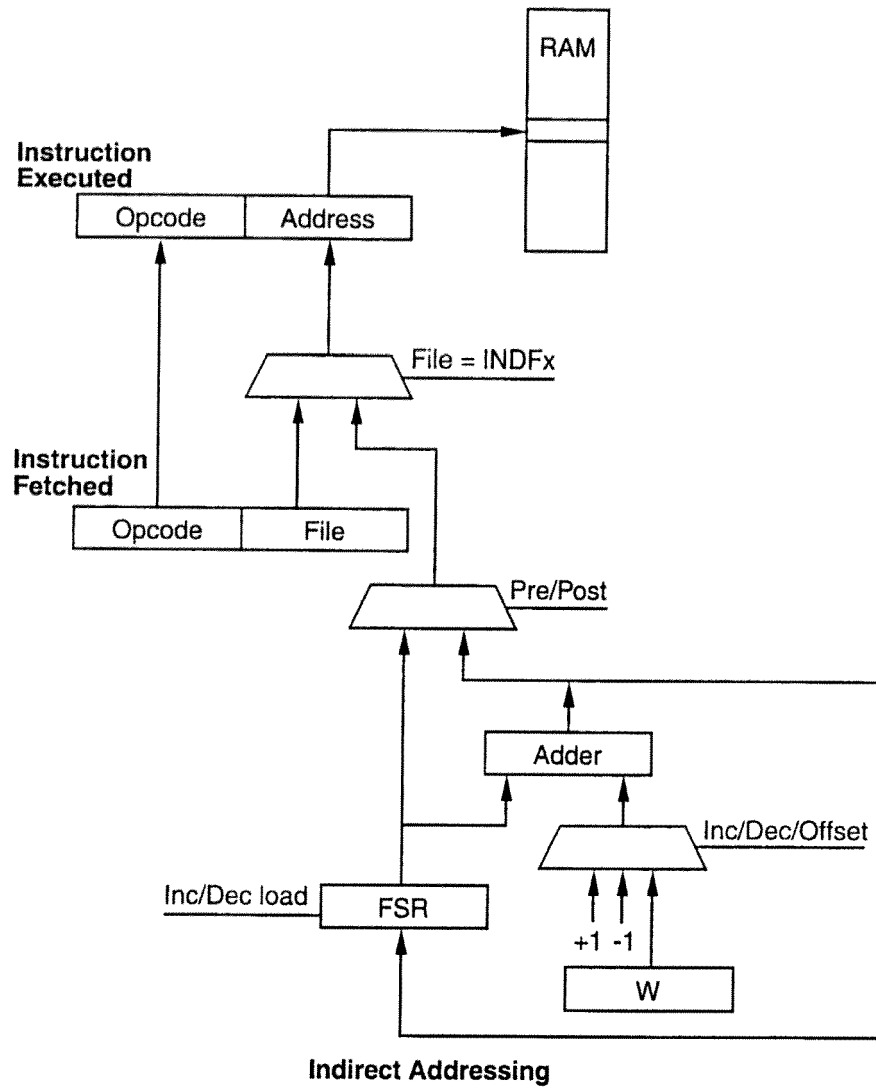 RAM
Instruction
Executed
Opcode
Address
File = INDFx
Instruction
Fetched
Opcode
File
Pre/Post
Adder
Inc/Dec/Offset
Inc/Dec load
FSR
+1
-1
W
Indirect Addressing